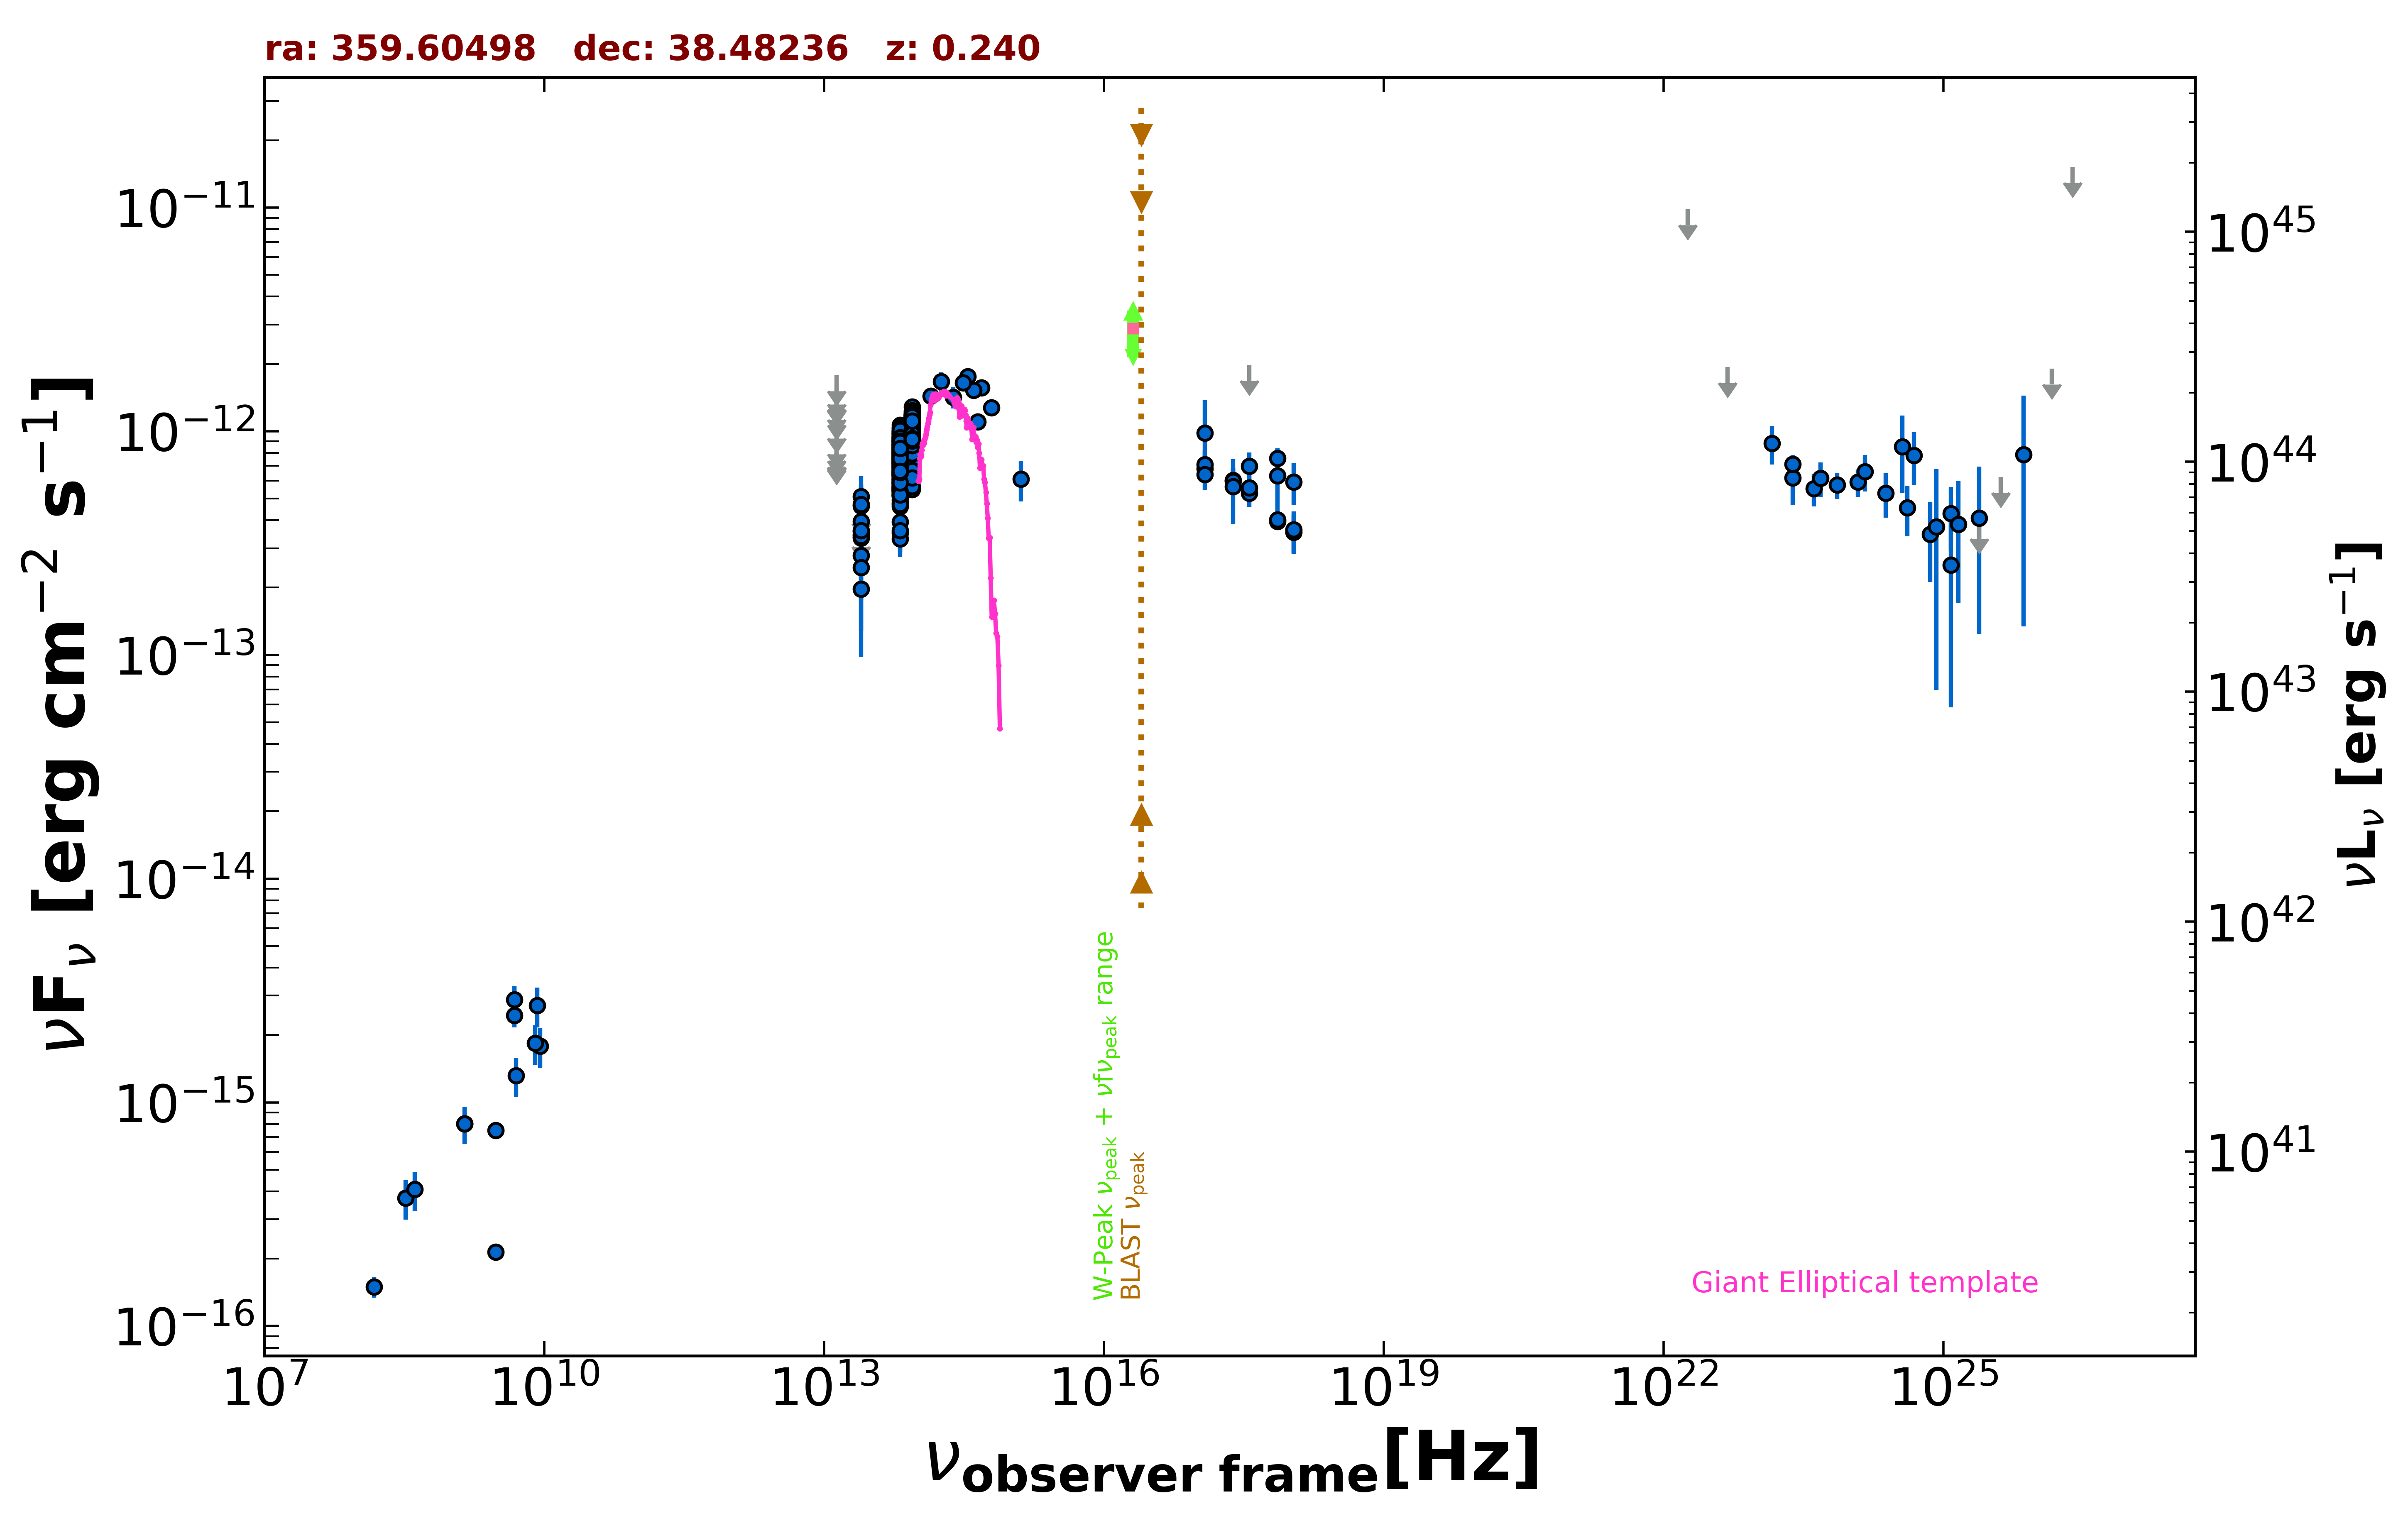 ra: 359.60498   dec: 38.48236   z: 0.240
νFν [erg cm−2 s−1]
10−11
10−12
10−13
10−14
10−15
10−16
107
1010
1013
1016
1019
1022
1025
νobserver frame[Hz]
1045
1044
1043
1042
1041
νLν [erg s−1]
W-Peak νpeak + νfνpeak range
BLAST νpeak
Giant Elliptical template